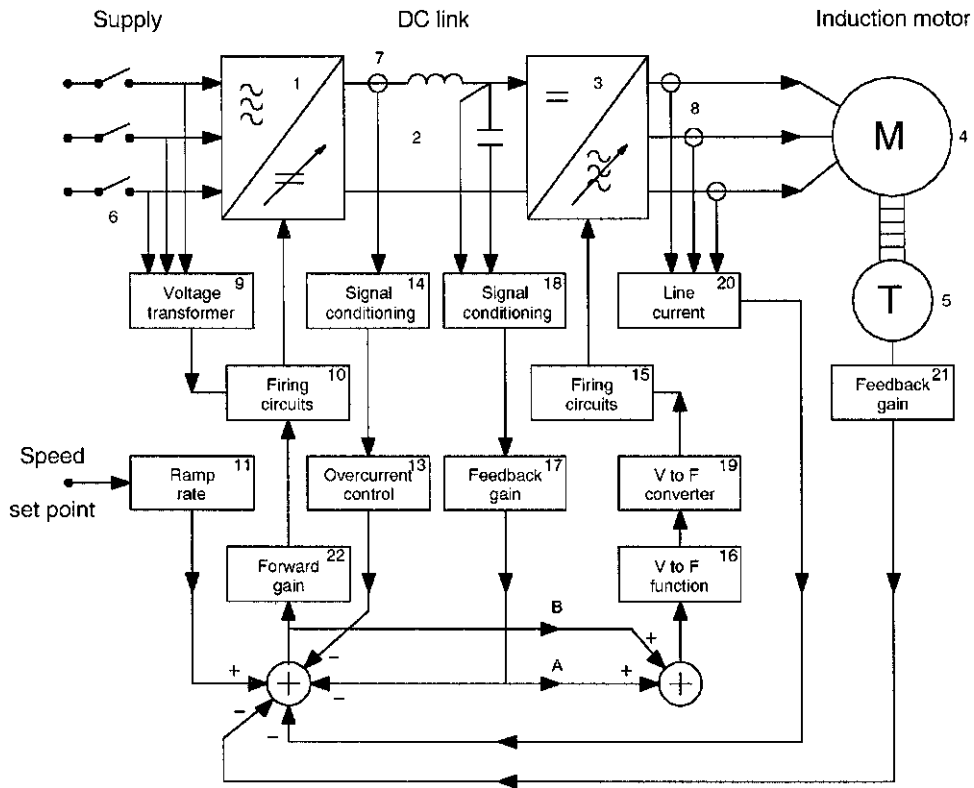 Supply
DC link
Induction motor
7
1
3
2
8
M
4
6
9
Voltage
transformer
14
Signal
conditioning
18
Signal
conditioning
20
Line
current
T
5
10
Firing
circuits
15
Firing
circuits
21
Feedback
gain
Speed
set point
11
Ramp
rate
13
Overcurrent
control
17
Feedback
gain
19
V to F
converter
22
Forward
gain
16
V to F
function
B
A
+
−
+
−
−
−
+
+
+